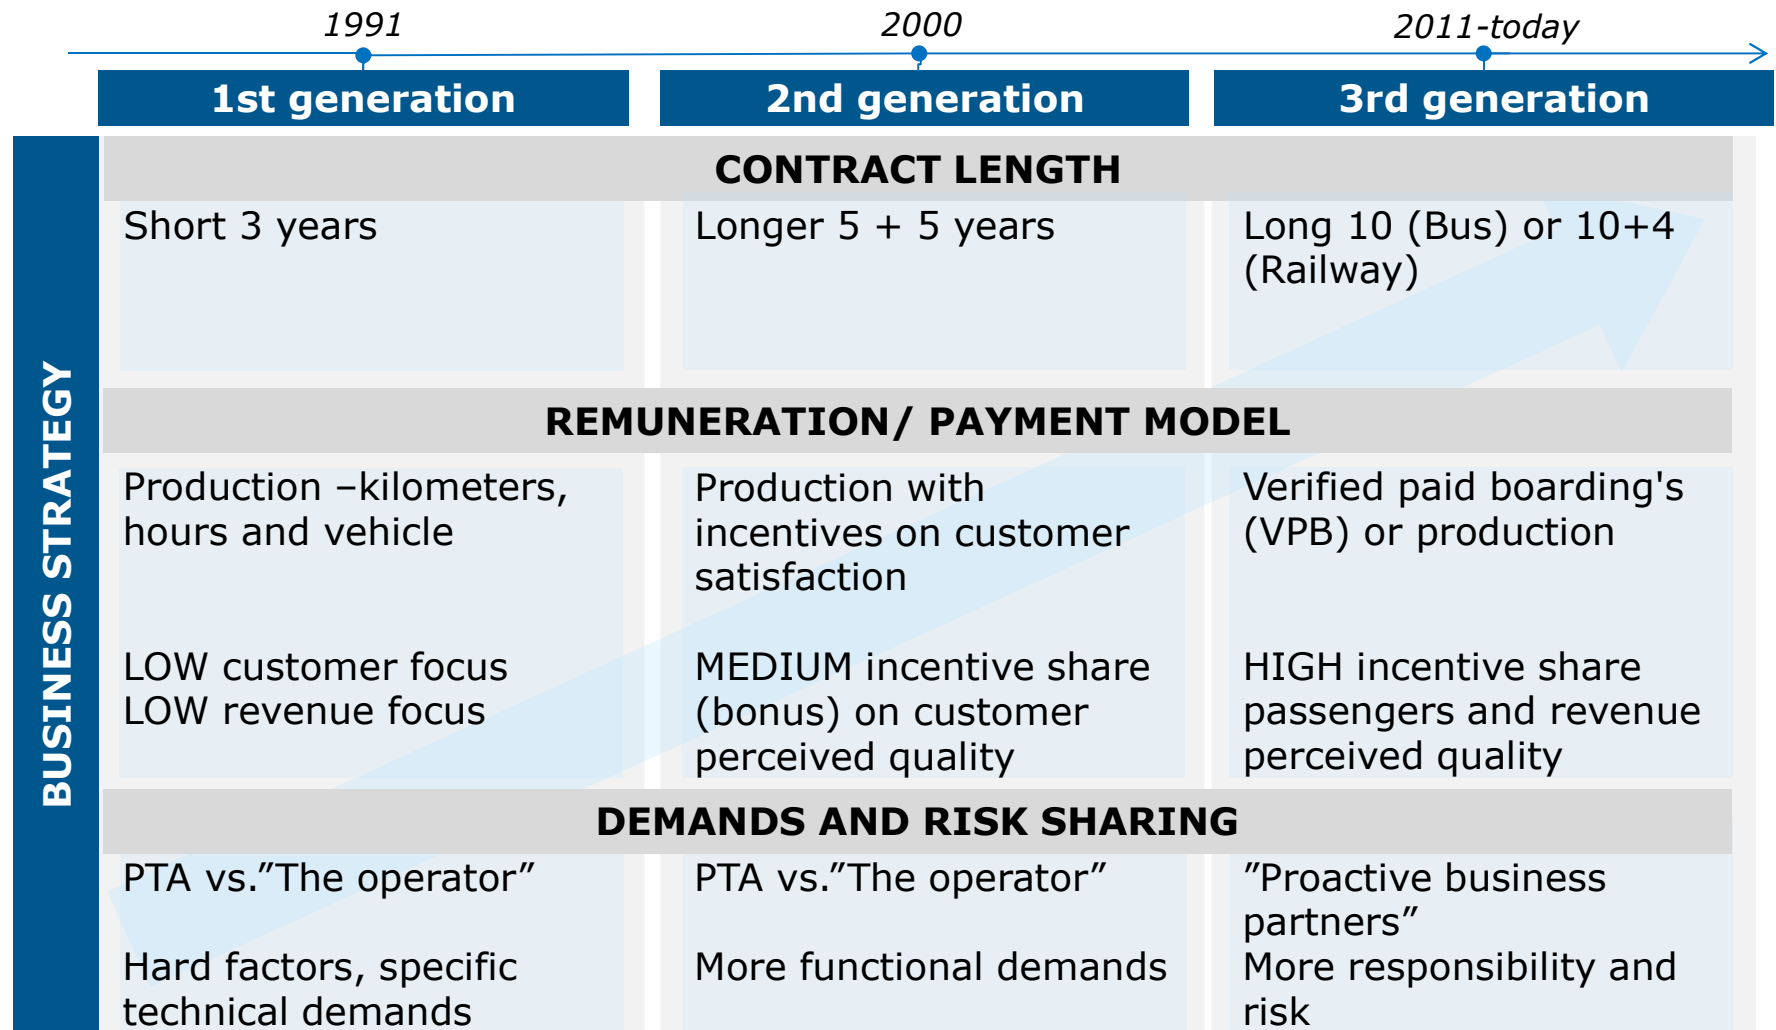 1991
2000
2011-today
1st generation
2nd generation
3rd generation
BUSINESS STRATEGY
CONTRACT LENGTH
Short 3 years
Longer 5 + 5 years
Long 10 (Bus) or 10+4
(Railway)
REMUNERATION/ PAYMENT MODEL
Production –kilometers,
hours and vehicle
LOW customer focus
LOW revenue focus
Production with
incentives on customer
satisfaction
MEDIUM incentive share
(bonus) on customer
perceived quality
Verified paid boarding's
(VPB) or production
HIGH incentive share
passengers and revenue
perceived quality
DEMANDS AND RISK SHARING
PTA vs.”The operator”
Hard factors, specific
technical demands
PTA vs.”The operator”
More functional demands
”Proactive business
partners”
More responsibility and
risk